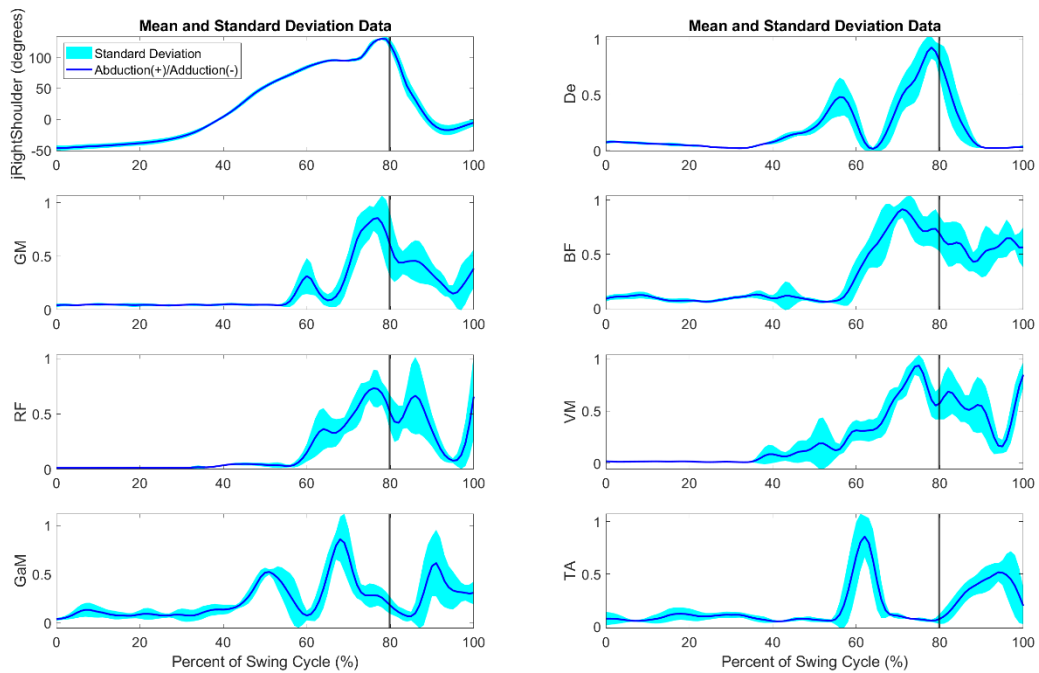 Mean and Standard Deviation Data
jRightShoulder (degrees)
100
50
0
-50
Standard Deviation
Abduction(+)/Adduction(-)
0 20 40 60 80 100
Mean and Standard Deviation Data
De
1
0.5
0
0 20 40 60 80 100
GM
1
0.5
0
0 20 40 60 80 100
BF
1
0.5
0
0 20 40 60 80 100
RF
1
0.5
0
0 20 40 60 80 100
VM
1
0.5
0
0 20 40 60 80 100
GaM
1
0.5
0
0 20 40 60 80 100
Percent of Swing Cycle (%)
TA
1
0.5
0
0 20 40 60 80 100
Percent of Swing Cycle (%)